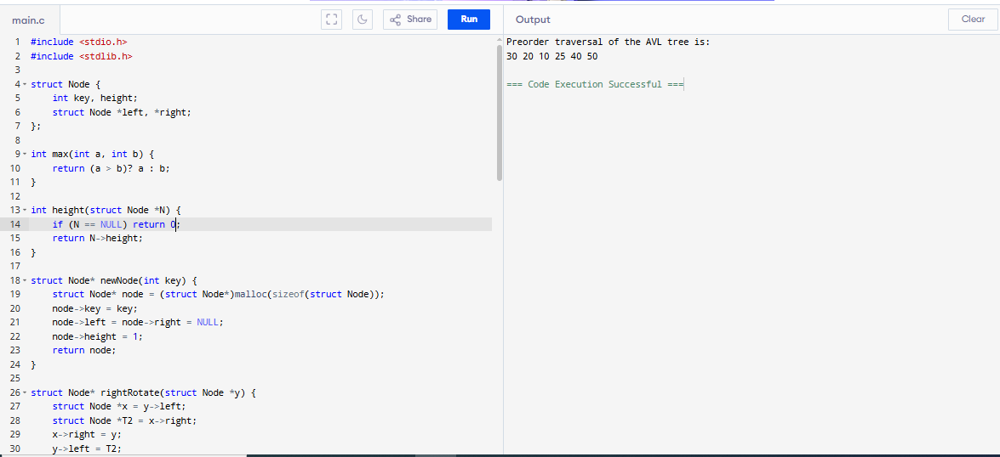 main.c
Share
Run
Output
Clear
1 #include <stdio.h>
2 #include <stdlib.h>
3
4 struct Node {
5     int key, height;
6     struct Node *left, *right;
7 };
8
9 int max(int a, int b) {
10     return (a > b)? a : b;
11 }
12
13 int height(struct Node *N) {
14     if (N == NULL) return 0;
15     return N->height;
16 }
17
18 struct Node* newNode(int key) {
19     struct Node* node = (struct Node*)malloc(sizeof(struct Node));
20     node->key = key;
21     node->left = node->right = NULL;
22     node->height = 1;
23     return node;
24 }
25
26 struct Node* rightRotate(struct Node *y) {
27     struct Node *x = y->left;
28     struct Node *T2 = x->right;
29     x->right = y;
30     y->left = T2;
Preorder traversal of the AVL tree is:
30 20 10 25 40 50
=== Code Execution Successful ===